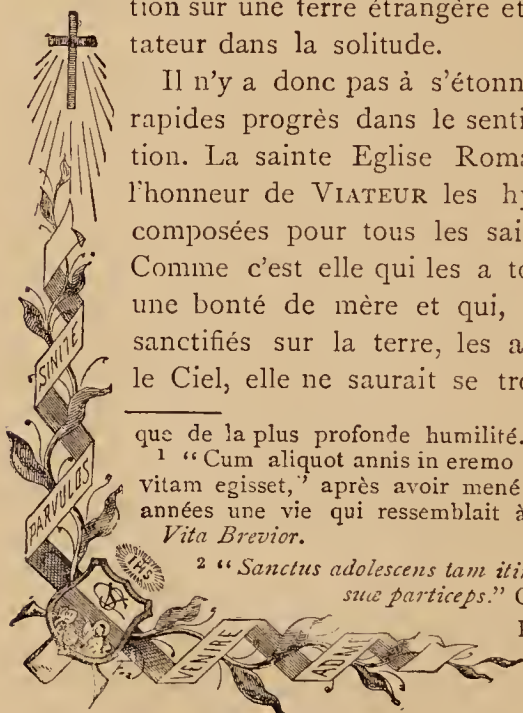 tion sur une terre étrangère et
tateur dans la solitude.
Il n'y a donc pas à s'étonn
rapides progrès dans le senti
tion. La sainte Eglise Roma
l'honneur de VIATEUR les hy
composées pour tous les sai
Comme c'est elle qui les a to
une bonté de mère et qui,
sanctifiés sur la terre, les a
le Ciel, elle ne saurait se tro
que de la plus profonde humilité.
¹ “Cum aliquot annis in eremo
vitam egisset,” après avoir mené
années une vie qui ressemblait à
Vita Brevior.
² “Sanctus adolescens tam itin
suæ particeps.”
SINITE
PARVULOS
IHS
VENIRE
AD ME